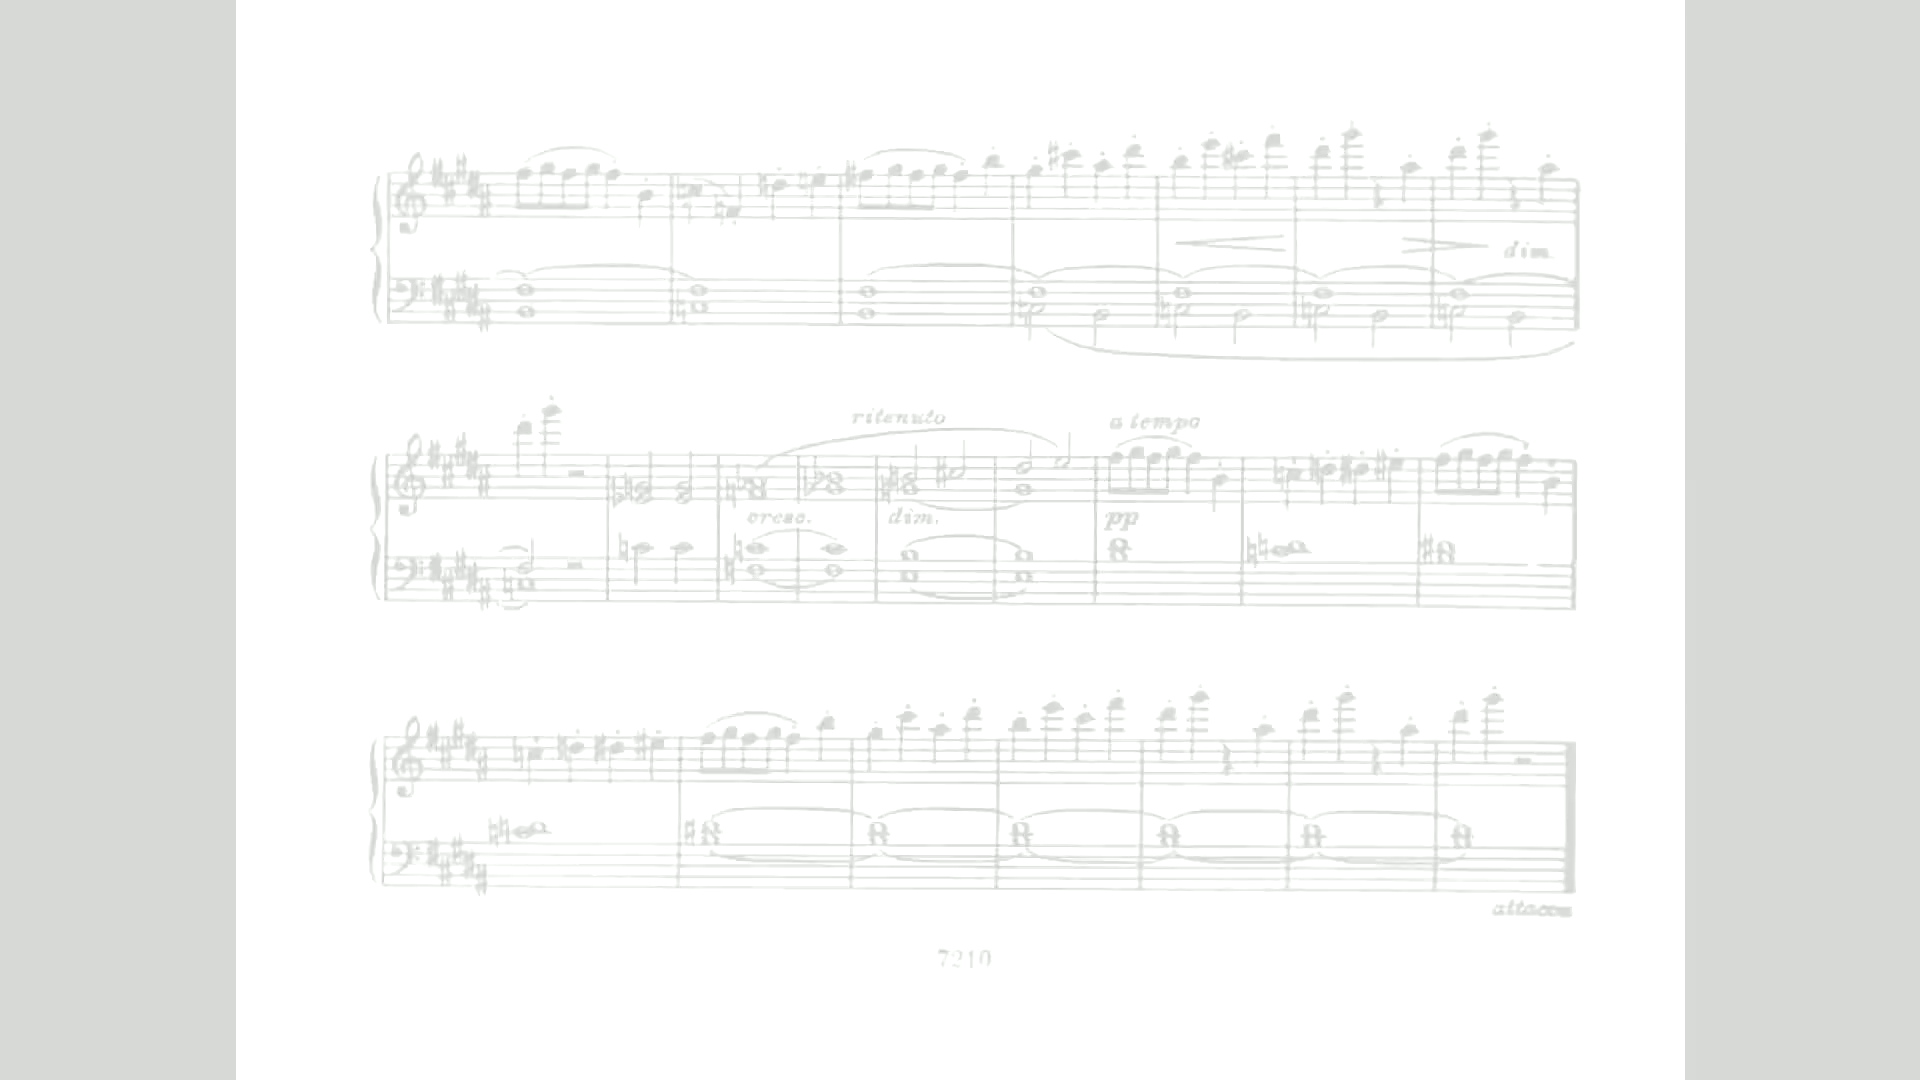 dim.
ritenuto
a tempo
cresc. dim. pp
attacca
7210